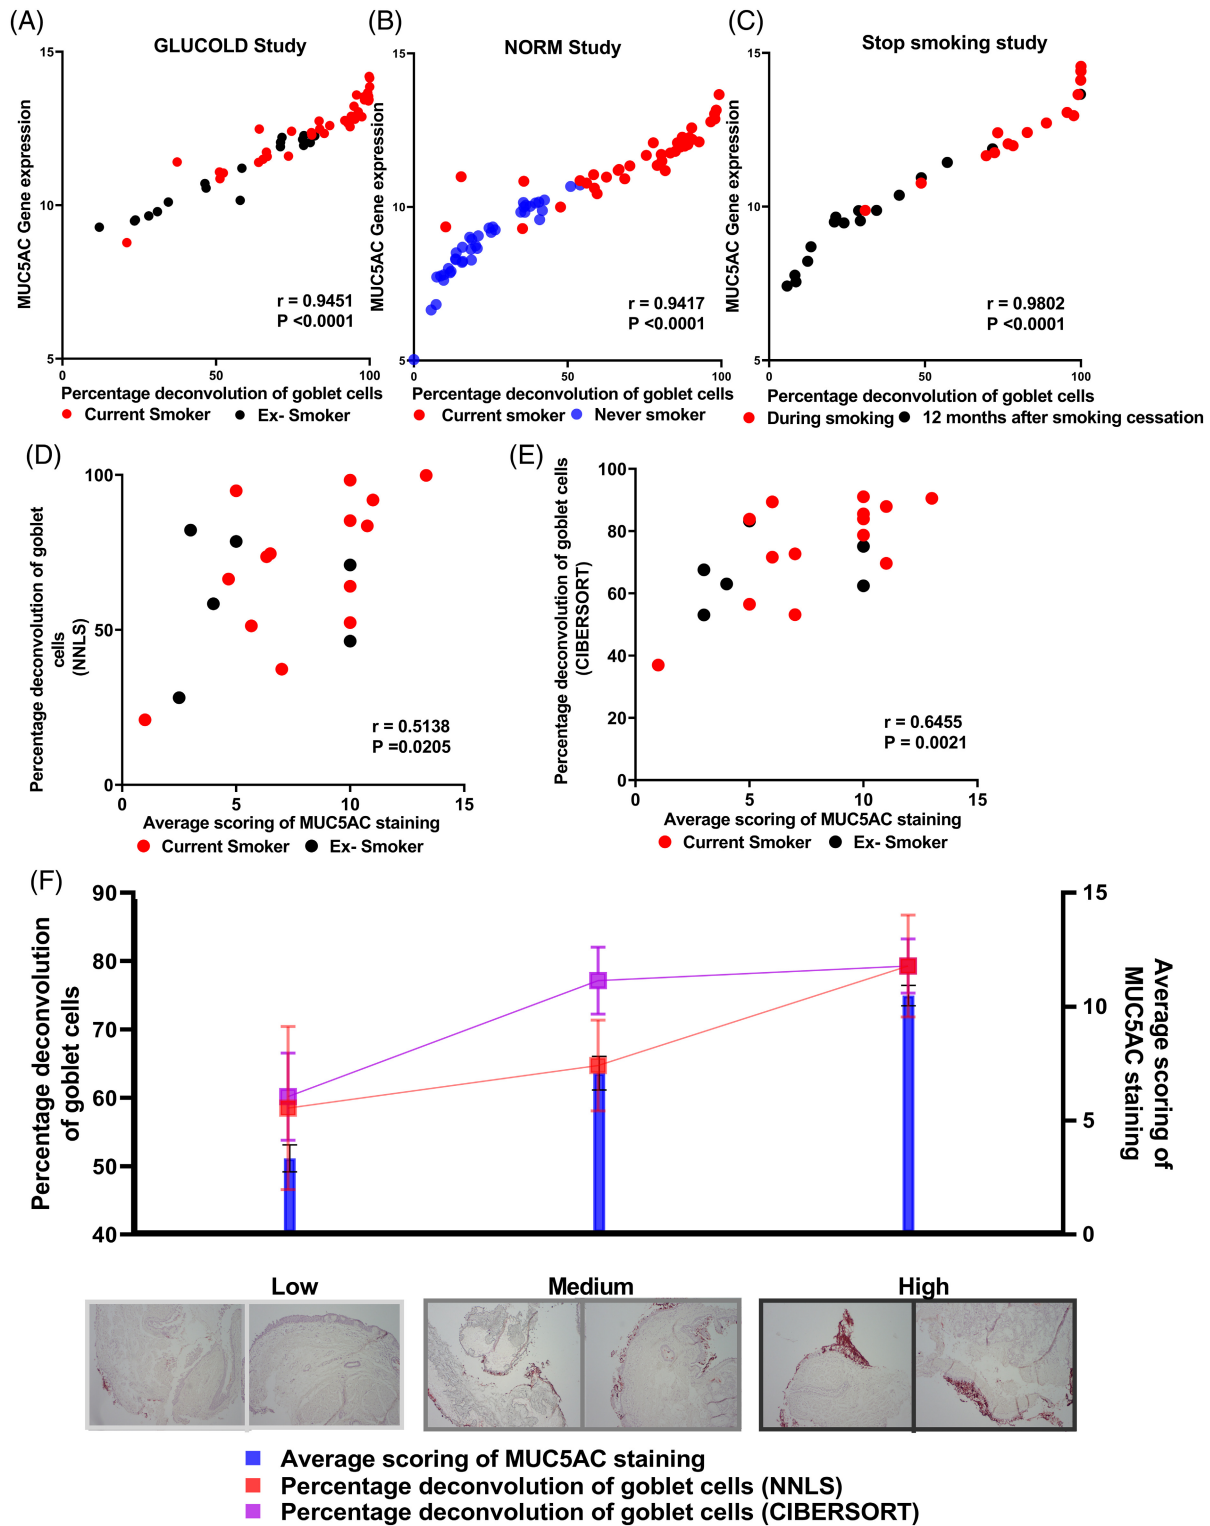 (A)
GLUCOLD Study
15
10
5
MUC5AC Gene expression
r = 0.9451
P <0.0001
0
50
100
Percentage deconvolution of goblet cells
Current Smoker
Ex- Smoker
(B)
NORM Study
15
10
5
MUC5AC Gene expression
r = 0.9417
P <0.0001
0
50
100
Percentage deconvolution of goblet cells
Current smoker
Never smoker
(C)
Stop smoking study
15
10
5
MUC5AC Gene expression
r = 0.9802
P <0.0001
0
50
100
Percentage deconvolution of goblet cells
During smoking
12 months after smoking cessation
(D)
100
50
0
Percentage deconvolution of goblet
cells
(NNLS)
r = 0.5138
P =0.0205
0
5
10
15
Average scoring of MUC5AC staining
Current Smoker
Ex- Smoker
(E)
100
80
60
40
20
0
Percentage deconvolution of goblet cells
(CIBERSORT)
r = 0.6455
P = 0.0021
0
5
10
15
Average scoring of MUC5AC staining
Current Smoker
Ex- Smoker
(F)
90
80
70
60
50
40
Percentage deconvolution
of goblet cells
15
10
5
0
Average scoring of
MUC5AC staining
Low
Medium
High
Average scoring of MUC5AC staining
Percentage deconvolution of goblet cells (NNLS)
Percentage deconvolution of goblet cells (CIBERSORT)